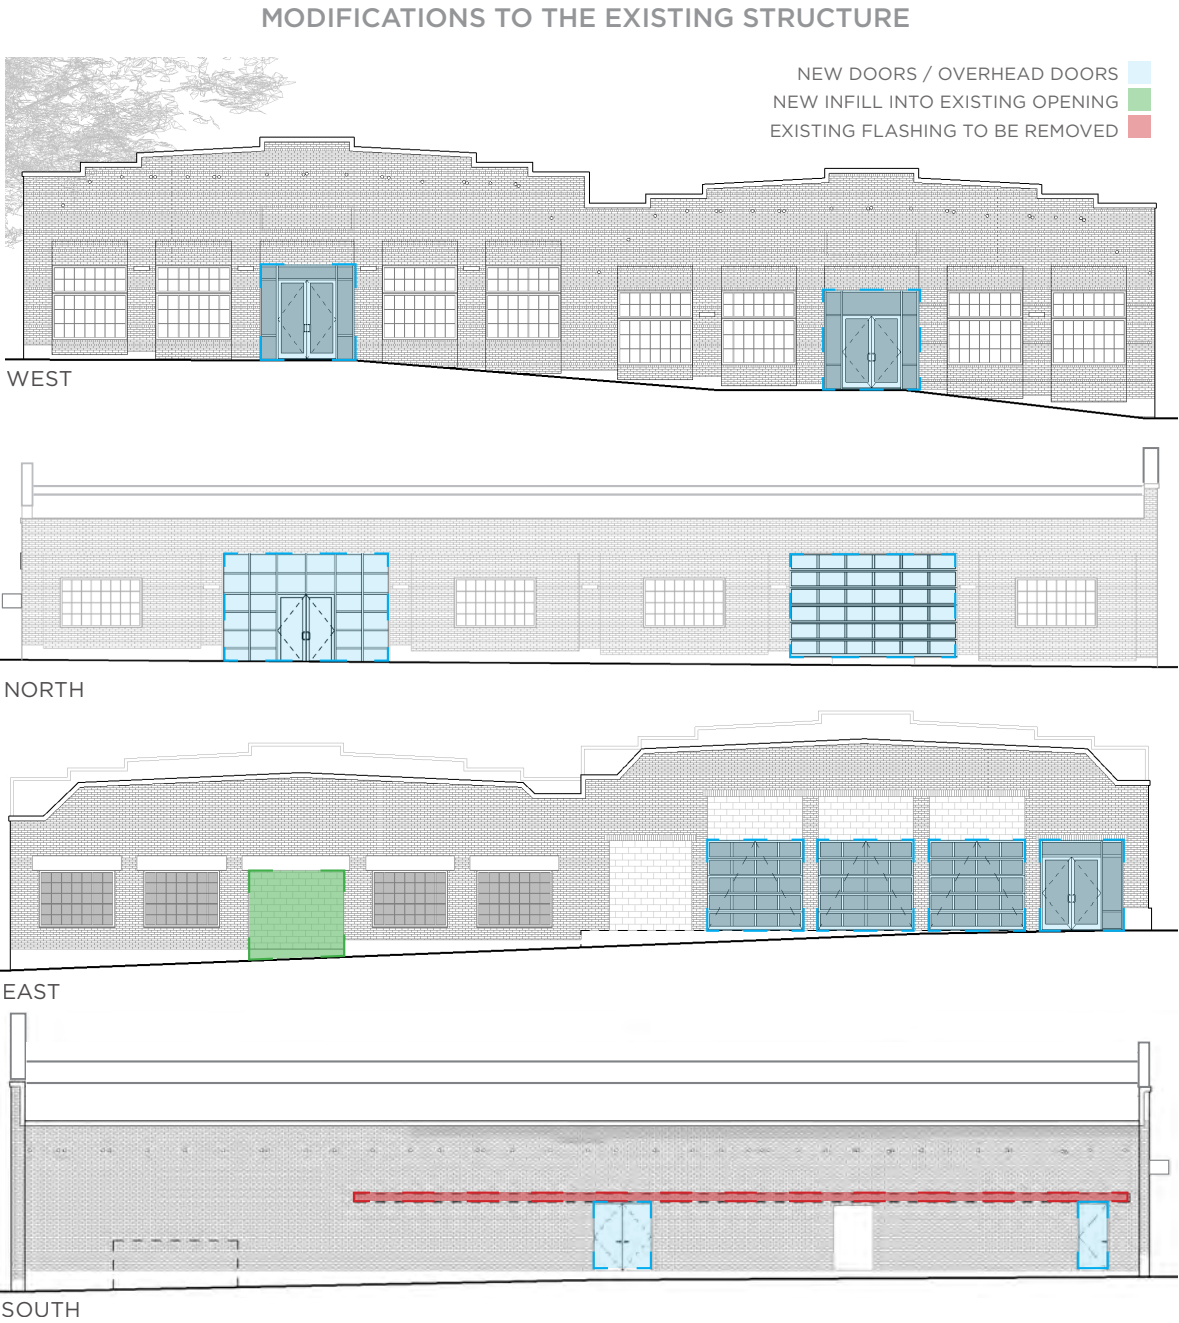 MODIFICATIONS TO THE EXISTING STRUCTURE
NEW DOORS / OVERHEAD DOORS
NEW INFILL INTO EXISTING OPENING
EXISTING FLASHING TO BE REMOVED
WEST
NORTH
EAST
SOUTH